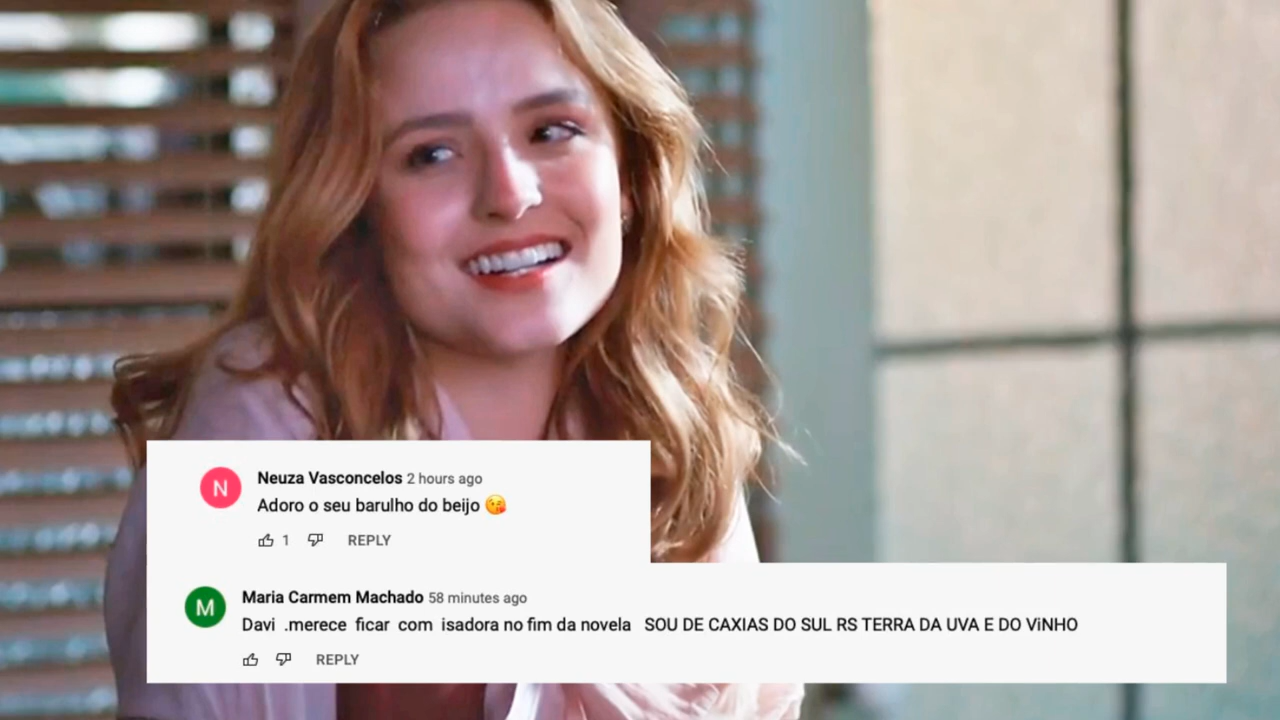 N
Neuza Vasconcelos 2 hours ago
Adoro o seu barulho do beijo 😘
1 REPLY
M
Maria Carmem Machado 58 minutes ago
Davi .merece ficar com isadora no fim da novela SOU DE CAXIAS DO SUL RS TERRA DA UVA E DO ViNHO
REPLY